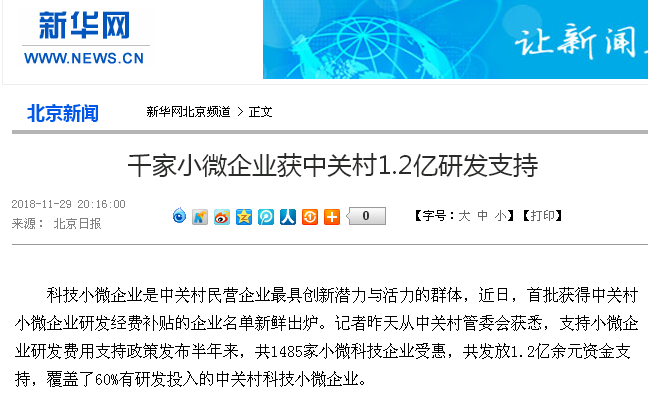 新华网
WWW.NEWS.CN
让新闻
北京新闻
新华网北京频道 > 正文
千家小微企业获中关村1.2亿研发支持
2018-11-29 20:16:00
来源： 北京日报
0
【字号：大 中 小】【打印】
科技小微企业是中关村民营企业最具创新潜力与活力的群体，近日，首批获得中关村
小微企业研发经费补贴的企业名单新鲜出炉。记者昨天从中关村管委会获悉，支持小微企
业研发费用支持政策发布半年来，共1485家小微科技企业受惠，共发放1.2亿余元资金支
持，覆盖了60%有研发投入的中关村科技小微企业。